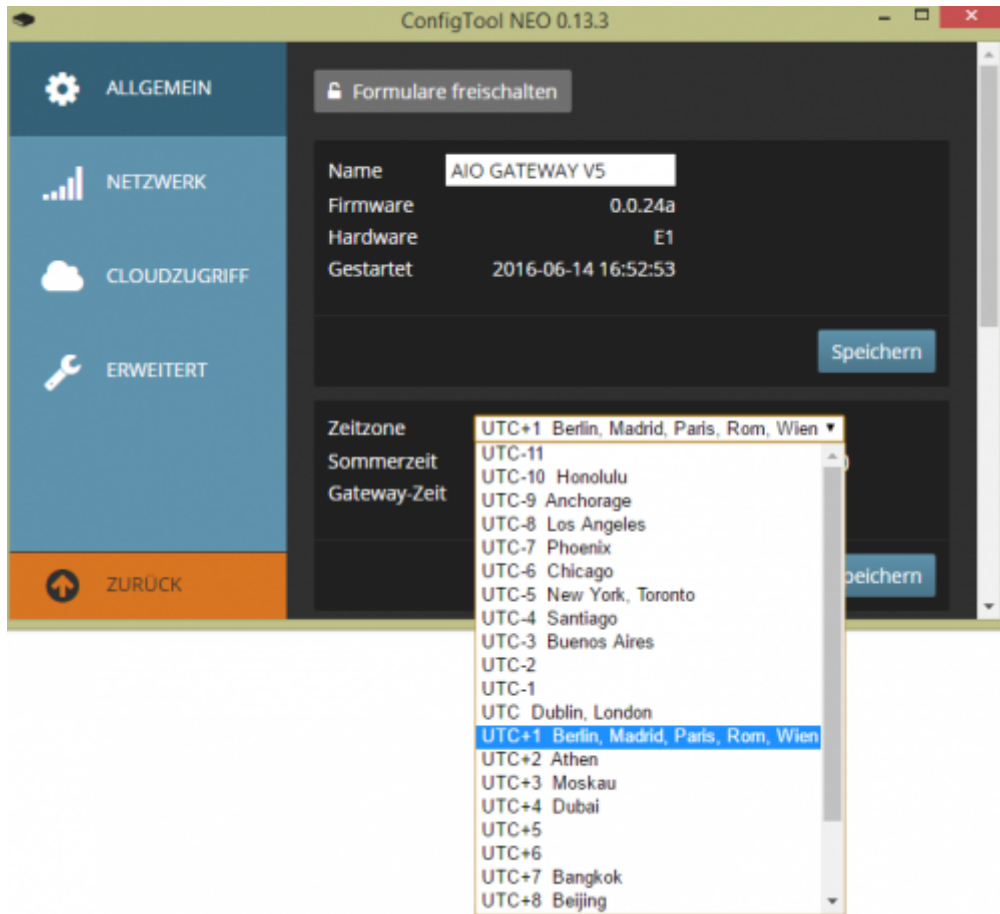 ConfigTool NEO 0.13.3
ALLGEMEIN
NETZWERK
CLOUDZUGRIFF
ERWEITERT
ZURÜCK
Formulare freischalten
Name AIO GATEWAY V5
Firmware 0.0.24a
Hardware E1
Gestartet 2016-06-14 16:52:53
Speichern
Zeitzone UTC+1 Berlin, Madrid, Paris, Rom, Wien
Sommerzeit
Gateway-Zeit
UTC-11
UTC-10 Honolulu
UTC-9 Anchorage
UTC-8 Los Angeles
UTC-7 Phoenix
UTC-6 Chicago
UTC-5 New York, Toronto
UTC-4 Santiago
UTC-3 Buenos Aires
UTC-2
UTC-1
UTC Dublin, London
UTC+1 Berlin, Madrid, Paris, Rom, Wien
UTC+2 Athen
UTC+3 Moskau
UTC+4 Dubai
UTC+5
UTC+6
UTC+7 Bangkok
UTC+8 Beijing
peichern